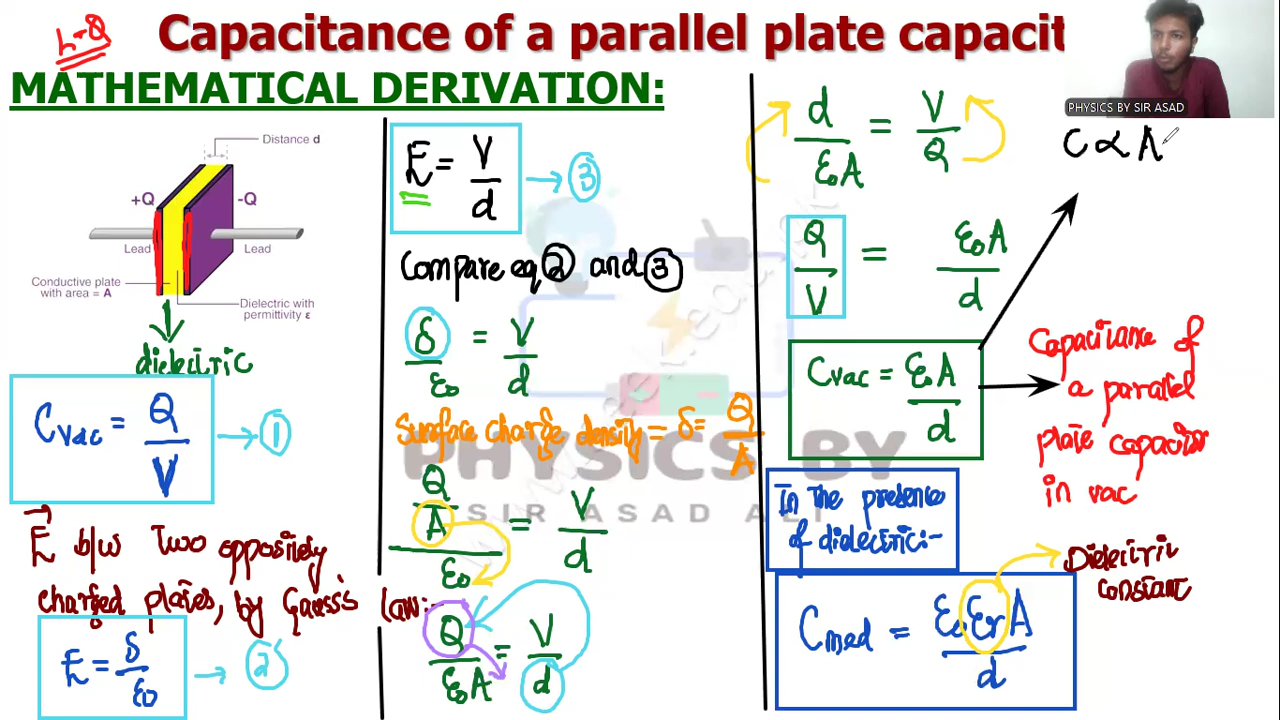 L-8
Capacitance of a parallel plate capacit
MATHEMATICAL DERIVATION:
PHYSICS BY SIR ASAD
Distance d
+Q
-Q
Lead
Lead
Conductive plate
with area = A
Dielectric with
permittivity ε
dielectric
Cvac = Q/V → ①
E⃗ b/w two oppositely
charged plates, by Gauss's law:-
E = δ/ε₀ → ②
E = V/d → ③
Compare eq ② and ③
δ/ε₀ = V/d
Surface charge density = δ = Q/A
Q/A/ε₀ = V/d
Q/ε₀A = V/d
d/ε₀A = V/Q
Q/V = ε₀A/d
Cvac = ε₀A/d
C ∝ A
Capacitance of
a parallel
plate capacitor
in vac
In the presence
of dielectric:-
Cmed = ε₀εrA/d
Dielectric
constant
PHYSICS BY
SIR ASAD ALI